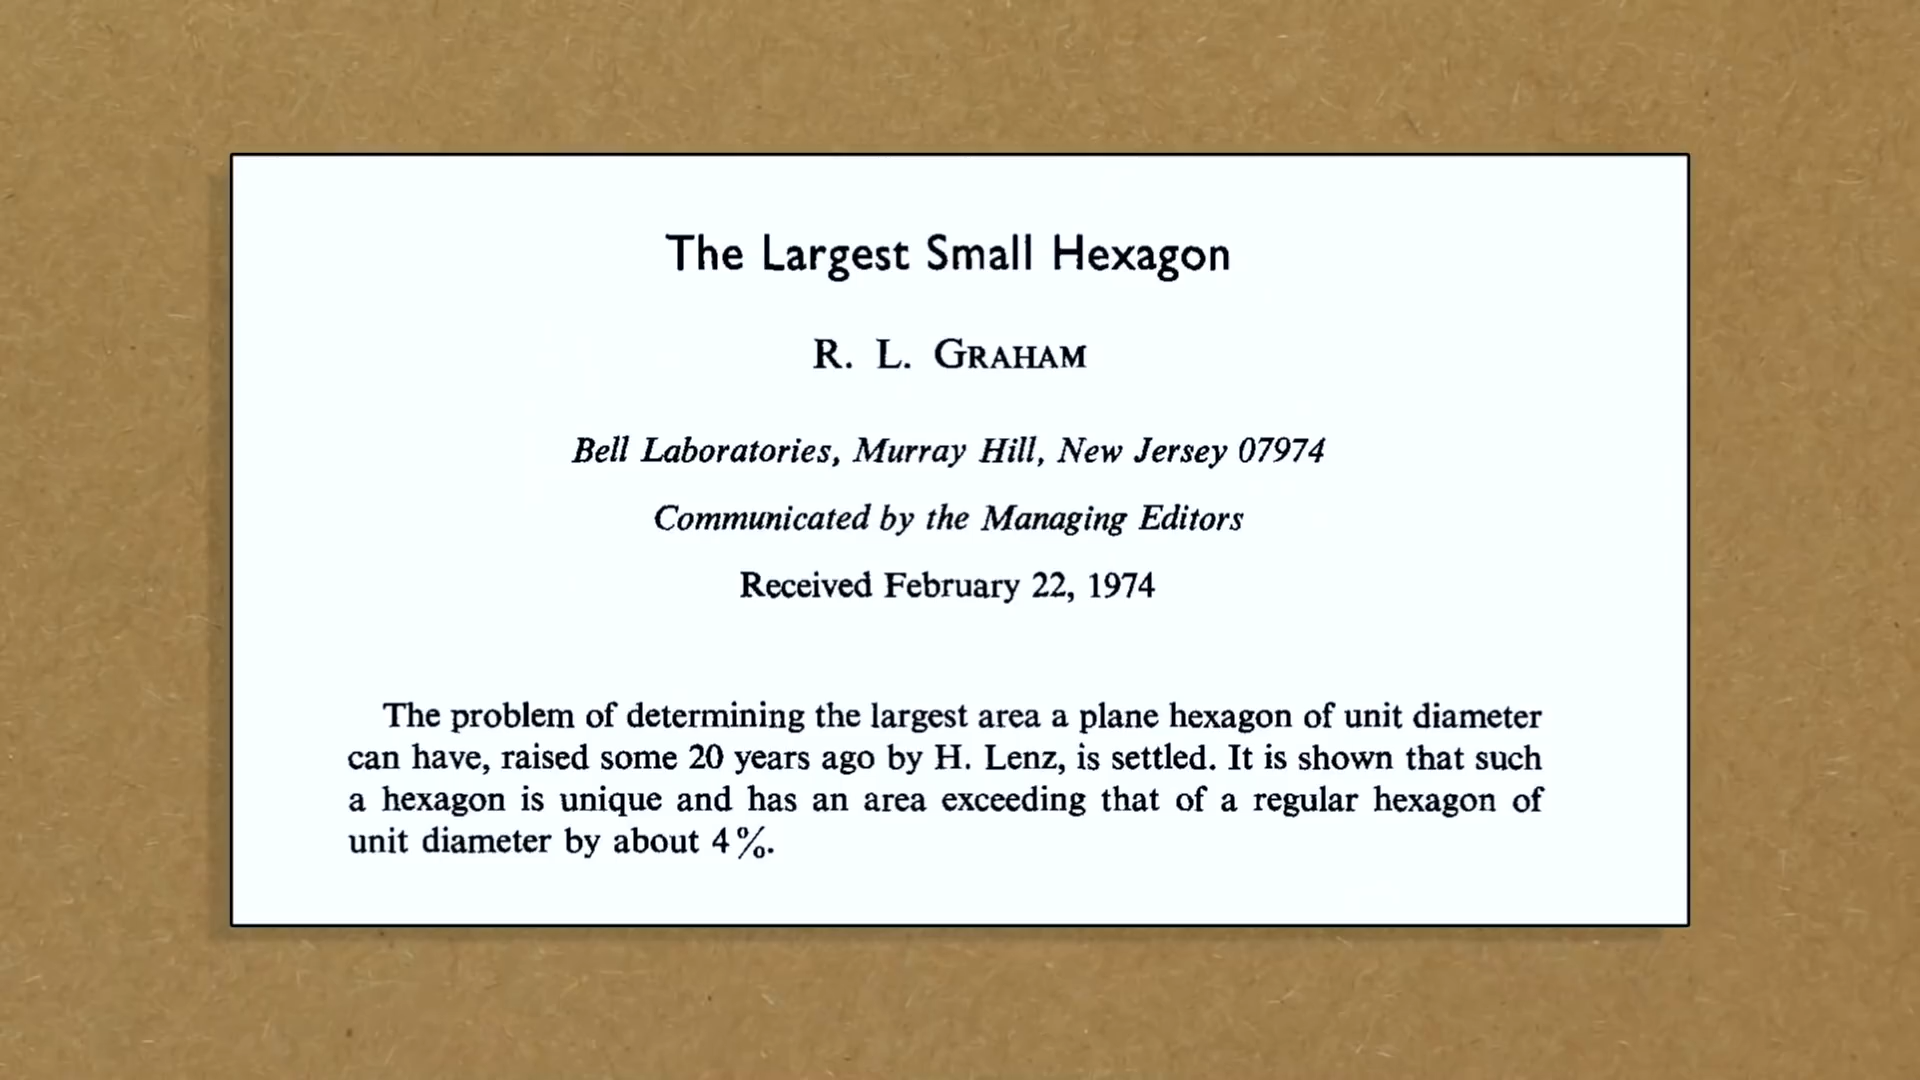 The Largest Small Hexagon
R. L. GRAHAM
Bell Laboratories, Murray Hill, New Jersey 07974
Communicated by the Managing Editors
Received February 22, 1974
The problem of determining the largest area a plane hexagon of unit diameter
can have, raised some 20 years ago by H. Lenz, is settled. It is shown that such
a hexagon is unique and has an area exceeding that of a regular hexagon of
unit diameter by about 4%.